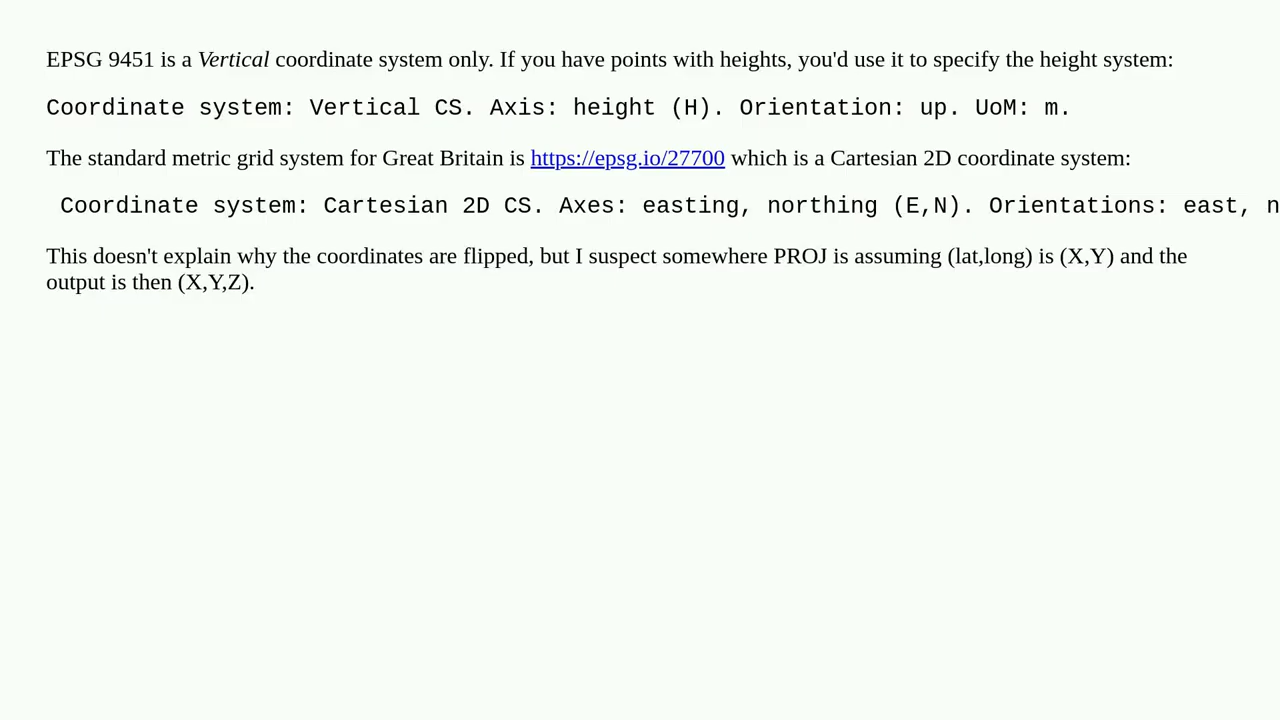 EPSG 9451 is a Vertical coordinate system only. If you have points with heights, you'd use it to specify the height system:
Coordinate system: Vertical CS. Axis: height (H). Orientation: up. UoM: m.
The standard metric grid system for Great Britain is https://epsg.io/27700 which is a Cartesian 2D coordinate system:
Coordinate system: Cartesian 2D CS. Axes: easting, northing (E,N). Orientations: east, n
This doesn't explain why the coordinates are flipped, but I suspect somewhere PROJ is assuming (lat,long) is (X,Y) and the
output is then (X,Y,Z).